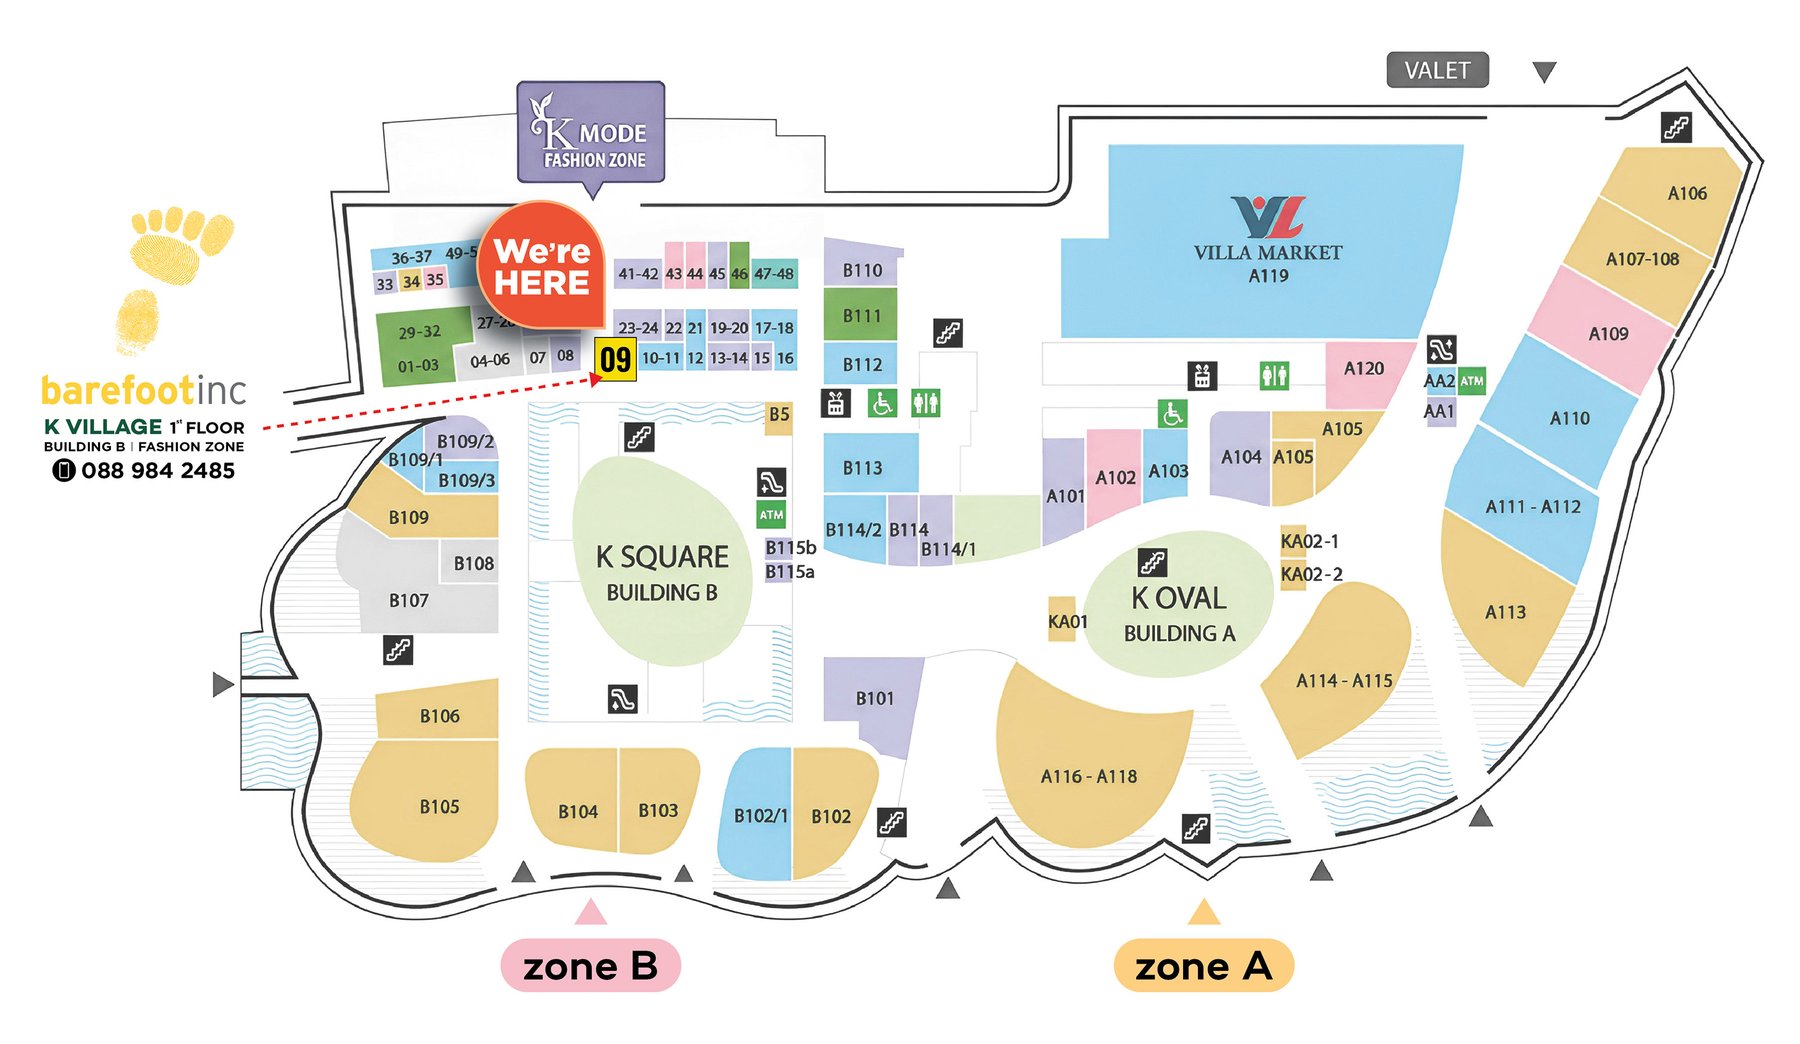 VALET
K MODE
FASHION ZONE
We're
HERE
barefootinc
K VILLAGE 1st FLOOR
BUILDING B | FASHION ZONE
088 984 2485
36-37
33
34
35
29-32
01-03
04-06
07
08
09
41-42
43
44
45
46
47-48
23-24
22
21
19-20
17-18
10-11
12
13-14
15
16
B110
B111
B112
B5
B113
B114/2
B114
B114/1
ATM
B115b
B115a
B109/2
B109/1
B109/3
B109
B108
B107
B106
B105
B104
B103
B102/1
B102
B101
K SQUARE
BUILDING B
VL
VILLA MARKET
A119
A120
AA2
ATM
AA1
A101
A102
A103
A104
A105
A105
A106
A107-108
A109
A110
A111 - A112
A113
A114 - A115
A116 - A118
KA02-1
KA02-2
KA01
K OVAL
BUILDING A
zone B
zone A